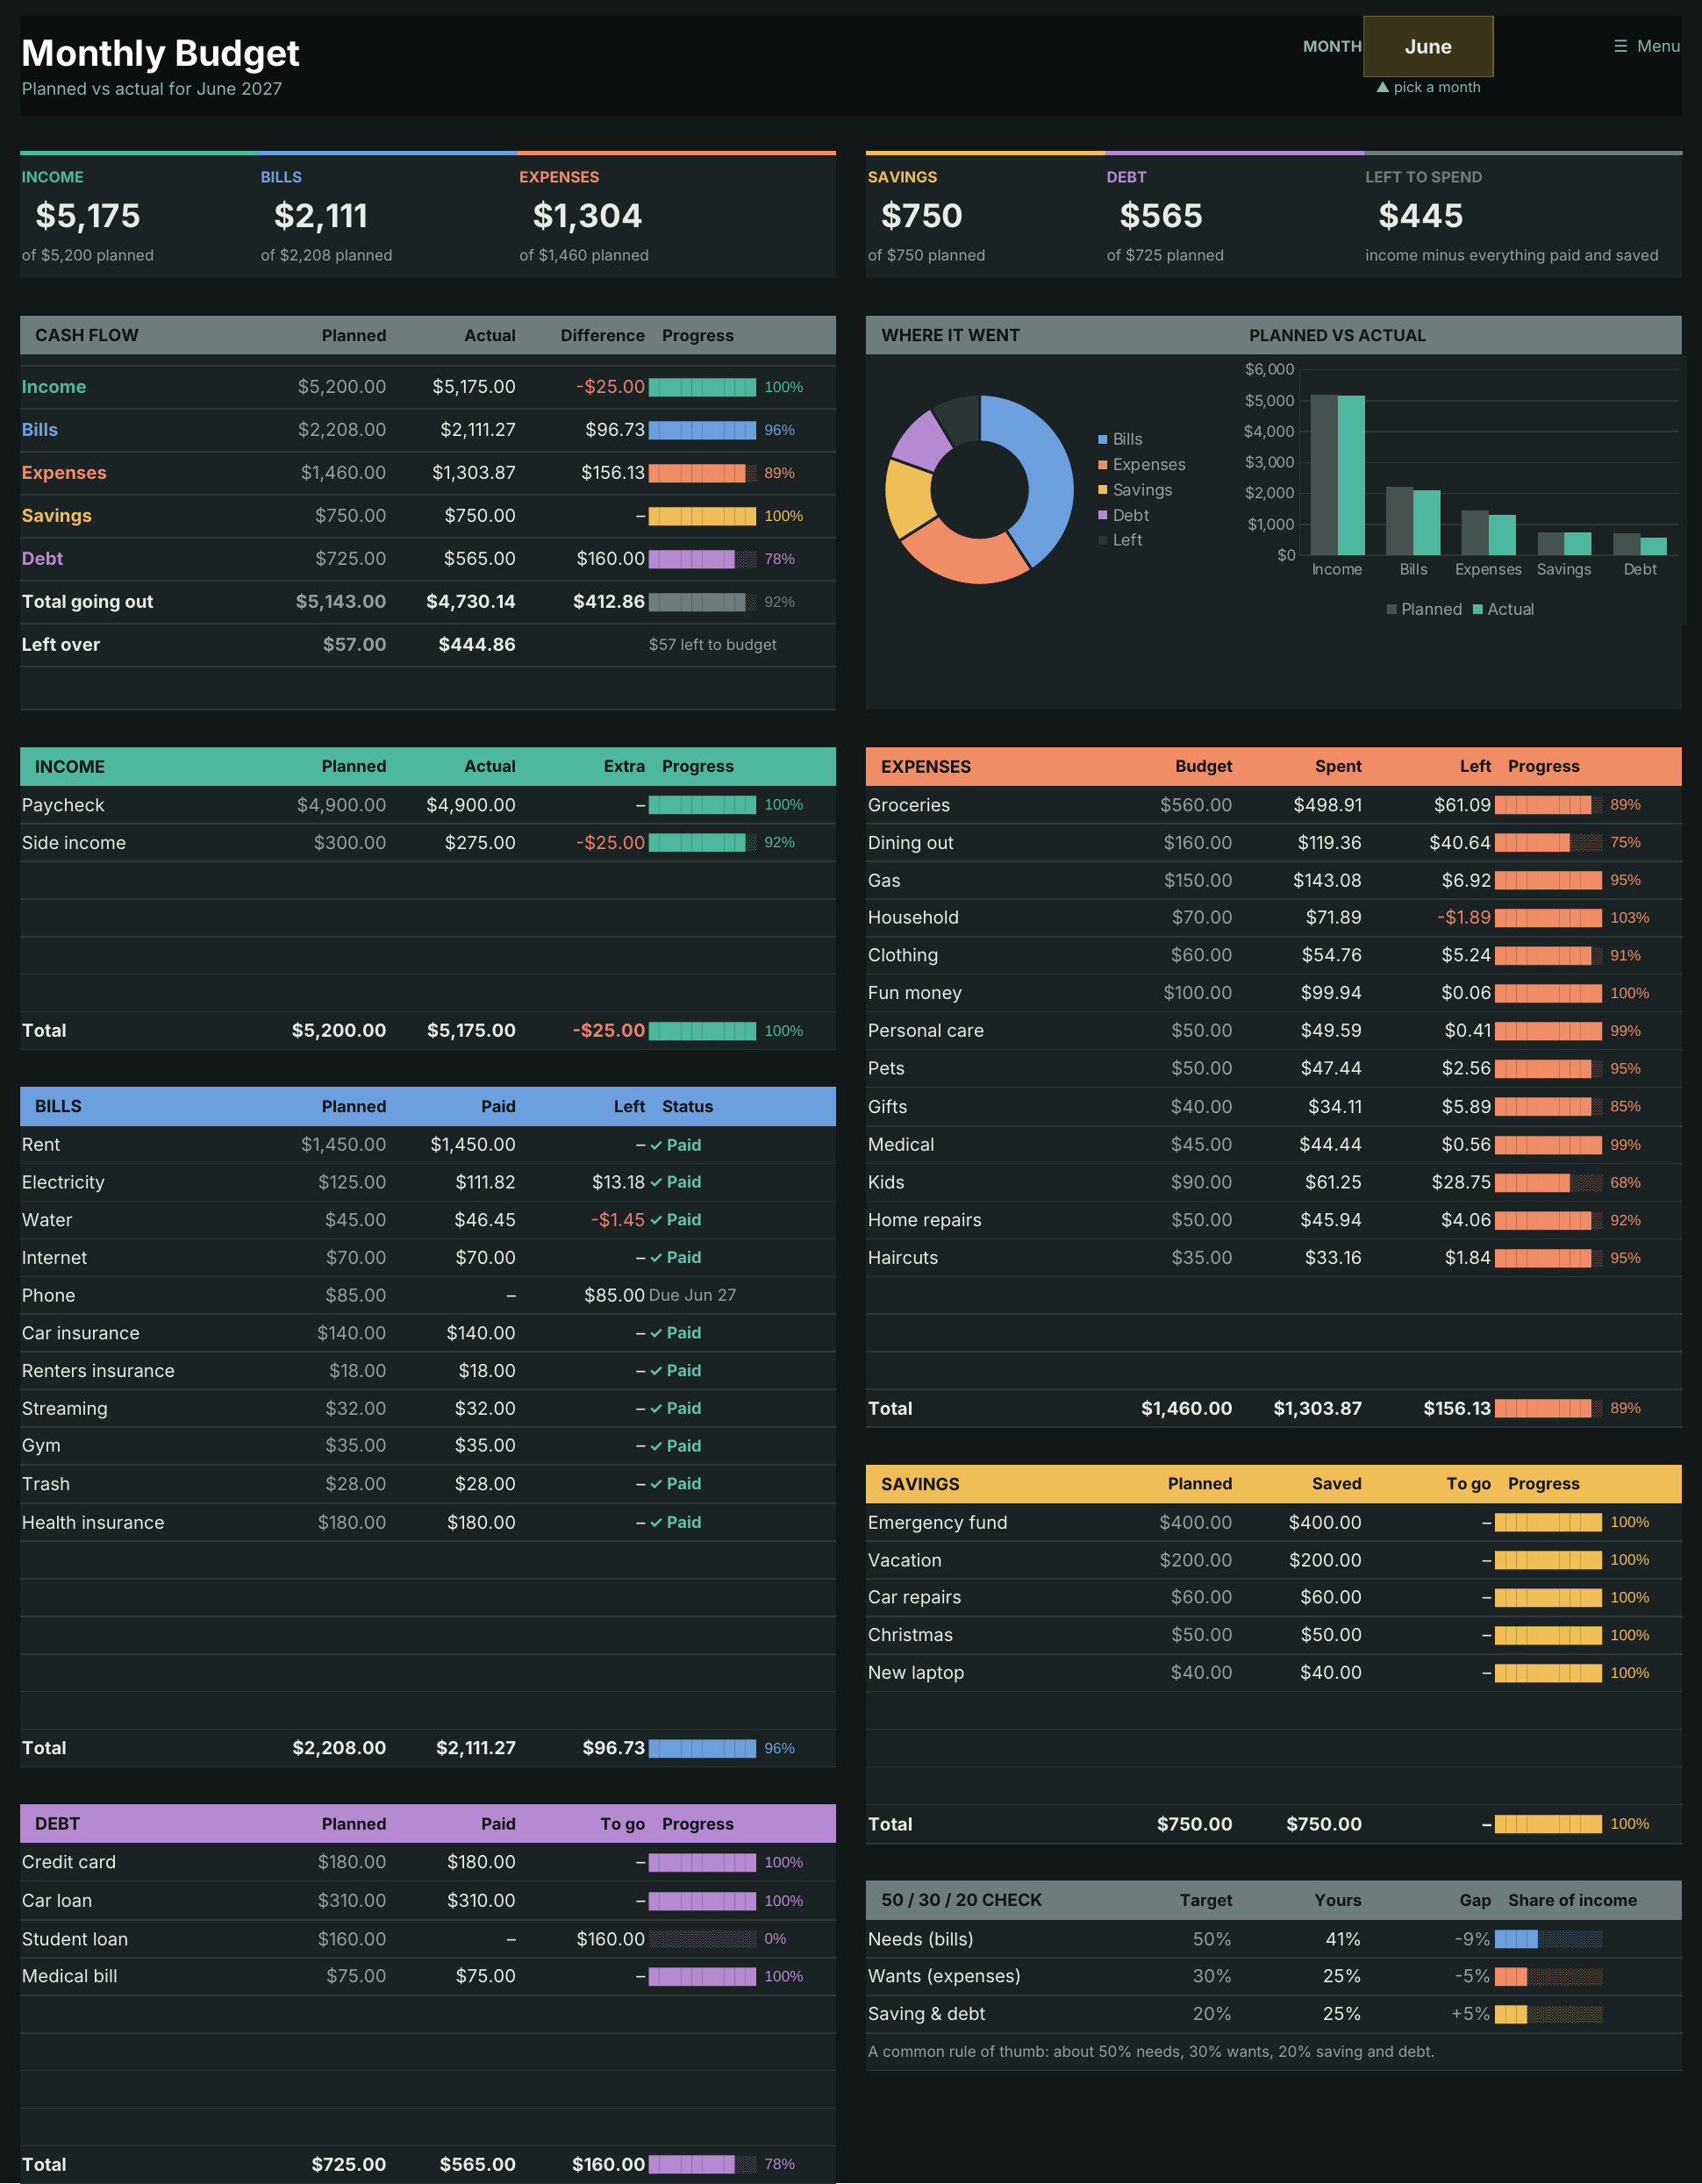 Monthly Budget
Planned vs actual for June 2027
MONTH June
▲ pick a month
☰ Menu
INCOME BILLS EXPENSES
$5,175 $2,111 $1,304
of $5,200 planned of $2,208 planned of $1,460 planned
SAVINGS DEBT LEFT TO SPEND
$750 $565 $445
of $750 planned of $725 planned income minus everything paid and saved
CASH FLOW Planned Actual Difference Progress
Income $5,200.00 $5,175.00 -$25.00 100%
Bills $2,208.00 $2,111.27 $96.73 96%
Expenses $1,460.00 $1,303.87 $156.13 89%
Savings $750.00 $750.00 – 100%
Debt $725.00 $565.00 $160.00 78%
Total going out $5,143.00 $4,730.14 $412.86 92%
Left over $57.00 $444.86 $57 left to budget
WHERE IT WENT
Bills
Expenses
Savings
Debt
Left
PLANNED VS ACTUAL
$6,000
$5,000
$4,000
$3,000
$2,000
$1,000
$0
Income Bills Expenses Savings Debt
Planned Actual
INCOME Planned Actual Extra Progress
Paycheck $4,900.00 $4,900.00 – 100%
Side income $300.00 $275.00 -$25.00 92%
Total $5,200.00 $5,175.00 -$25.00 100%
BILLS Planned Paid Left Status
Rent $1,450.00 $1,450.00 – ✓ Paid
Electricity $125.00 $111.82 $13.18 ✓ Paid
Water $45.00 $46.45 -$1.45 ✓ Paid
Internet $70.00 $70.00 – ✓ Paid
Phone $85.00 – $85.00 Due Jun 27
Car insurance $140.00 $140.00 – ✓ Paid
Renters insurance $18.00 $18.00 – ✓ Paid
Streaming $32.00 $32.00 – ✓ Paid
Gym $35.00 $35.00 – ✓ Paid
Trash $28.00 $28.00 – ✓ Paid
Health insurance $180.00 $180.00 – ✓ Paid
Total $2,208.00 $2,111.27 $96.73 96%
DEBT Planned Paid To go Progress
Credit card $180.00 $180.00 – 100%
Car loan $310.00 $310.00 – 100%
Student loan $160.00 – $160.00 0%
Medical bill $75.00 $75.00 – 100%
Total $725.00 $565.00 $160.00 78%
EXPENSES Budget Spent Left Progress
Groceries $560.00 $498.91 $61.09 89%
Dining out $160.00 $119.36 $40.64 75%
Gas $150.00 $143.08 $6.92 95%
Household $70.00 $71.89 -$1.89 103%
Clothing $60.00 $54.76 $5.24 91%
Fun money $100.00 $99.94 $0.06 100%
Personal care $50.00 $49.59 $0.41 99%
Pets $50.00 $47.44 $2.56 95%
Gifts $40.00 $34.11 $5.89 85%
Medical $45.00 $44.44 $0.56 99%
Kids $90.00 $61.25 $28.75 68%
Home repairs $50.00 $45.94 $4.06 92%
Haircuts $35.00 $33.16 $1.84 95%
Total $1,460.00 $1,303.87 $156.13 89%
SAVINGS Planned Saved To go Progress
Emergency fund $400.00 $400.00 – 100%
Vacation $200.00 $200.00 – 100%
Car repairs $60.00 $60.00 – 100%
Christmas $50.00 $50.00 – 100%
New laptop $40.00 $40.00 – 100%
Total $750.00 $750.00 – 100%
50 / 30 / 20 CHECK Target Yours Gap Share of income
Needs (bills) 50% 41% -9%
Wants (expenses) 30% 25% -5%
Saving & debt 20% 25% +5%
A common rule of thumb: about 50% needs, 30% wants, 20% saving and debt.